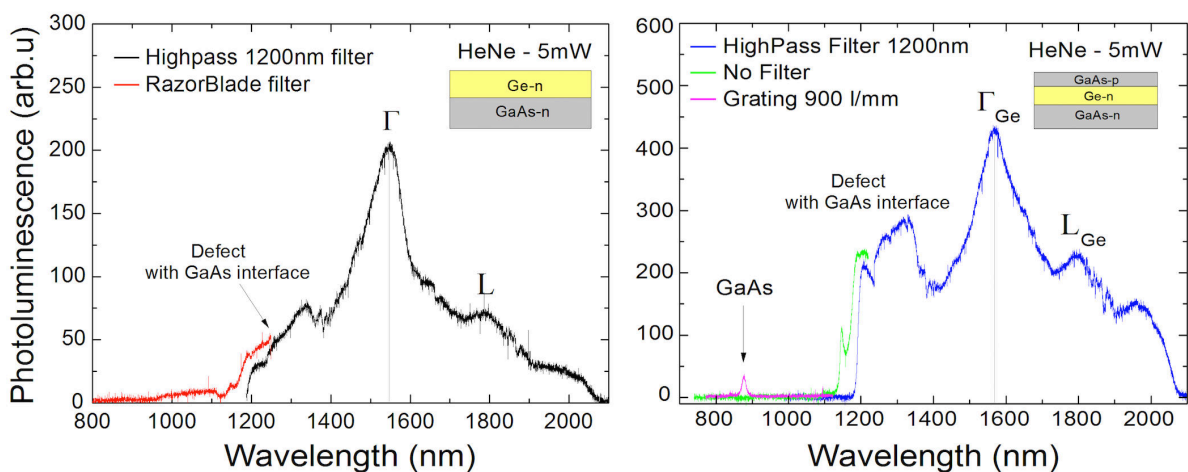 Photoluminescence (arb.u)
300
250
200
150
100
50
0
Highpass 1200nm filter
RazorBlade filter
HeNe - 5mW
Ge-n
GaAs-n
Γ
Defect
with GaAs interface
L
800 1000 1200 1400 1600 1800 2000
Wavelength (nm)
600
500
400
300
200
100
0
HighPass Filter 1200nm
No Filter
Grating 900 l/mm
HeNe - 5mW
GaAs-p
Ge-n
GaAs-n
Γ Ge
Defect
with GaAs interface
L Ge
GaAs
800 1000 1200 1400 1600 1800 2000
Wavelength (nm)